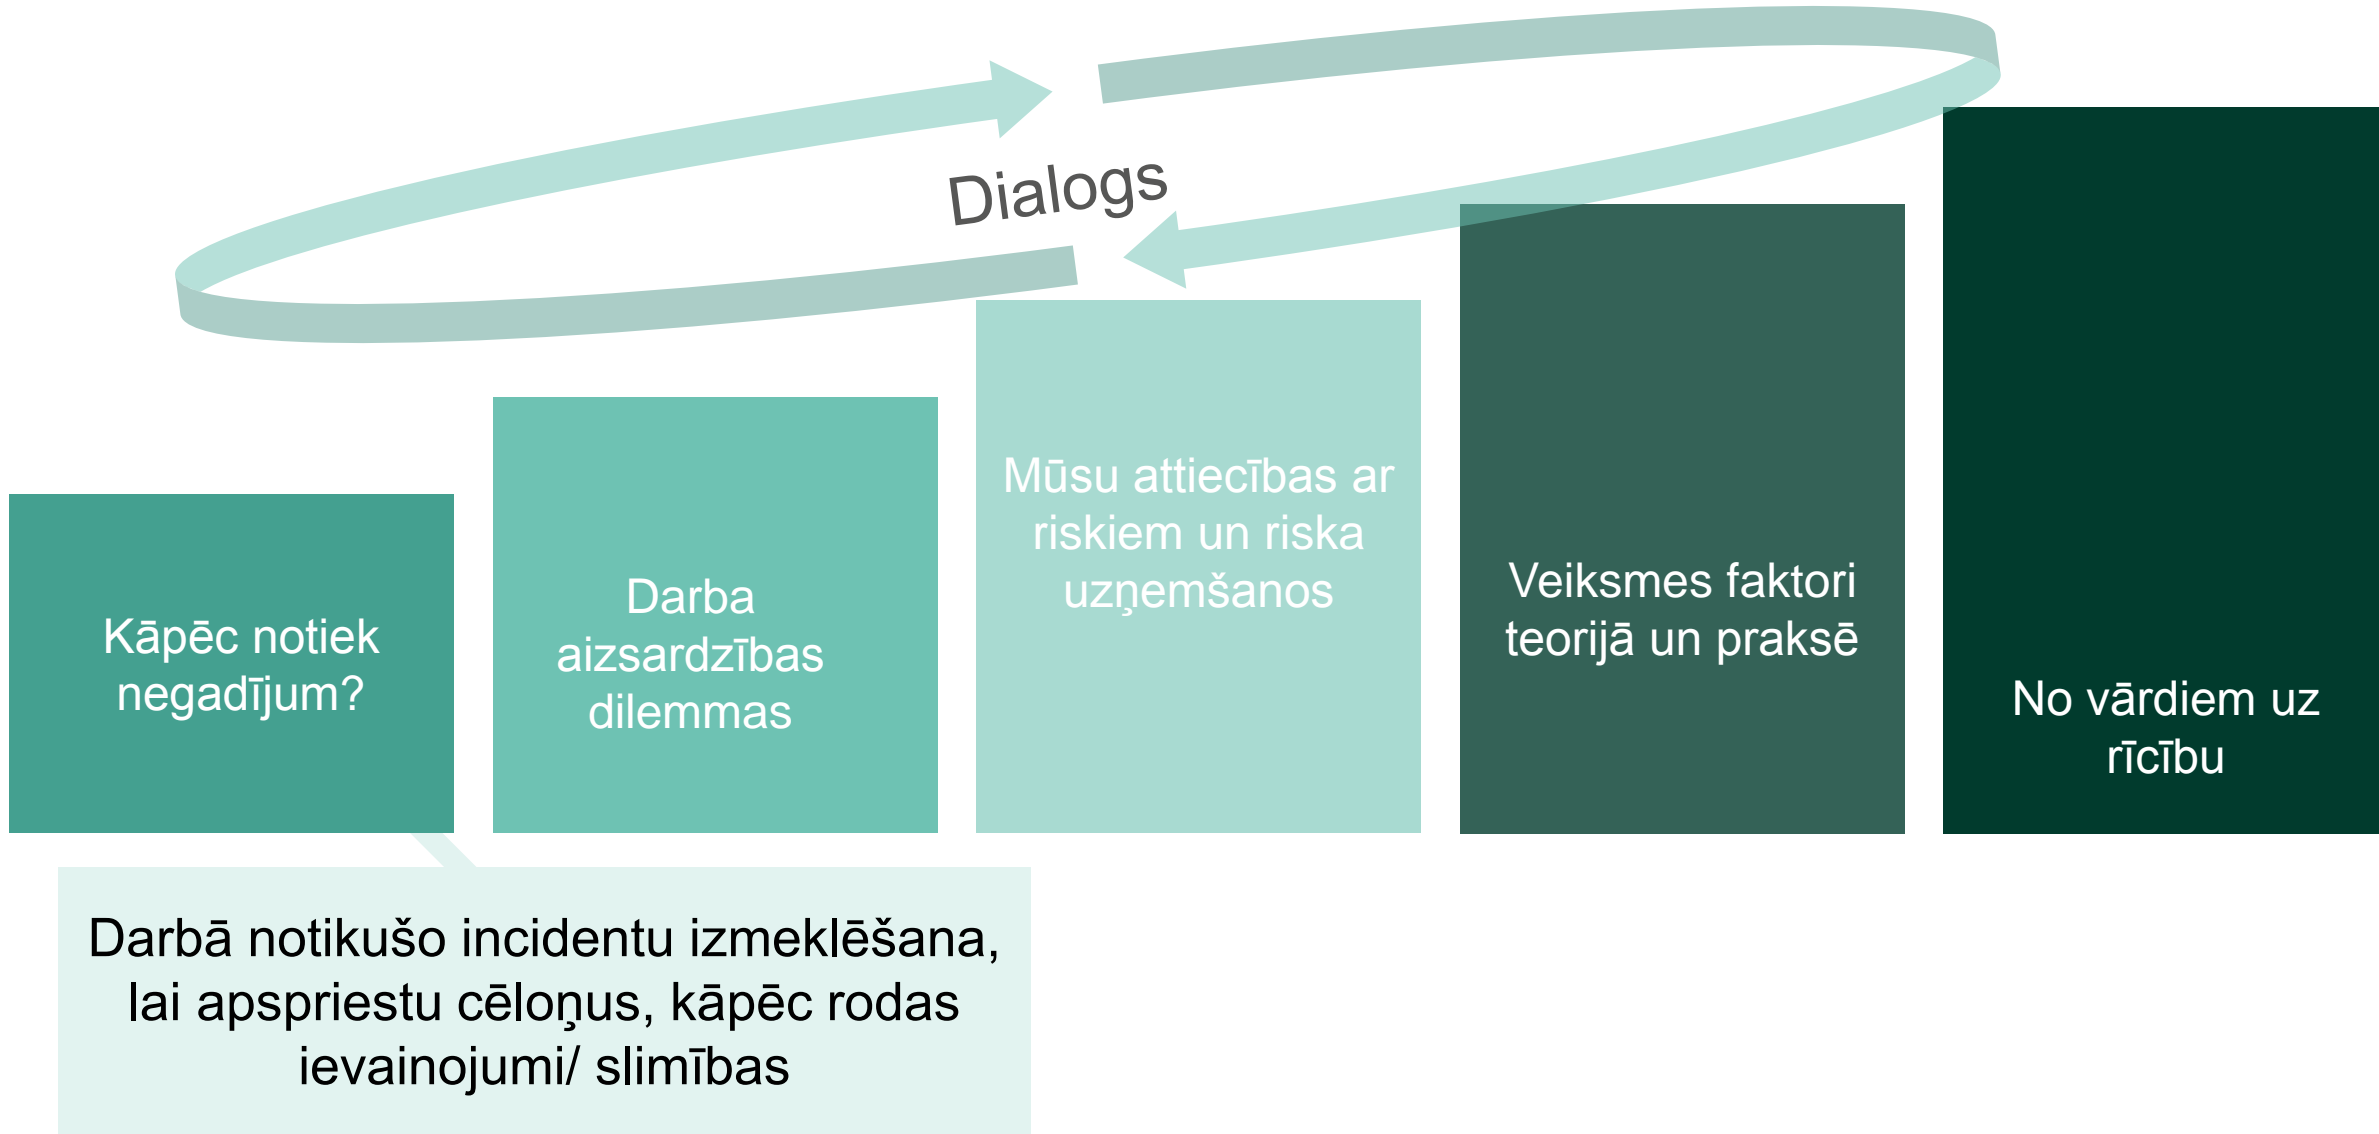 Dialogs
Kāpēc notiek
negadījum?
Darba
aizsardzības
dilemmas
Mūsu attiecības ar
riskiem un riska
uzņemšanos
Veiksmes faktori
teorijā un praksē
No vārdiem uz
rīcību
Darbā notikušo incidentu izmeklēšana,
lai apspriestu cēloņus, kāpēc rodas
ievainojumi/ slimības